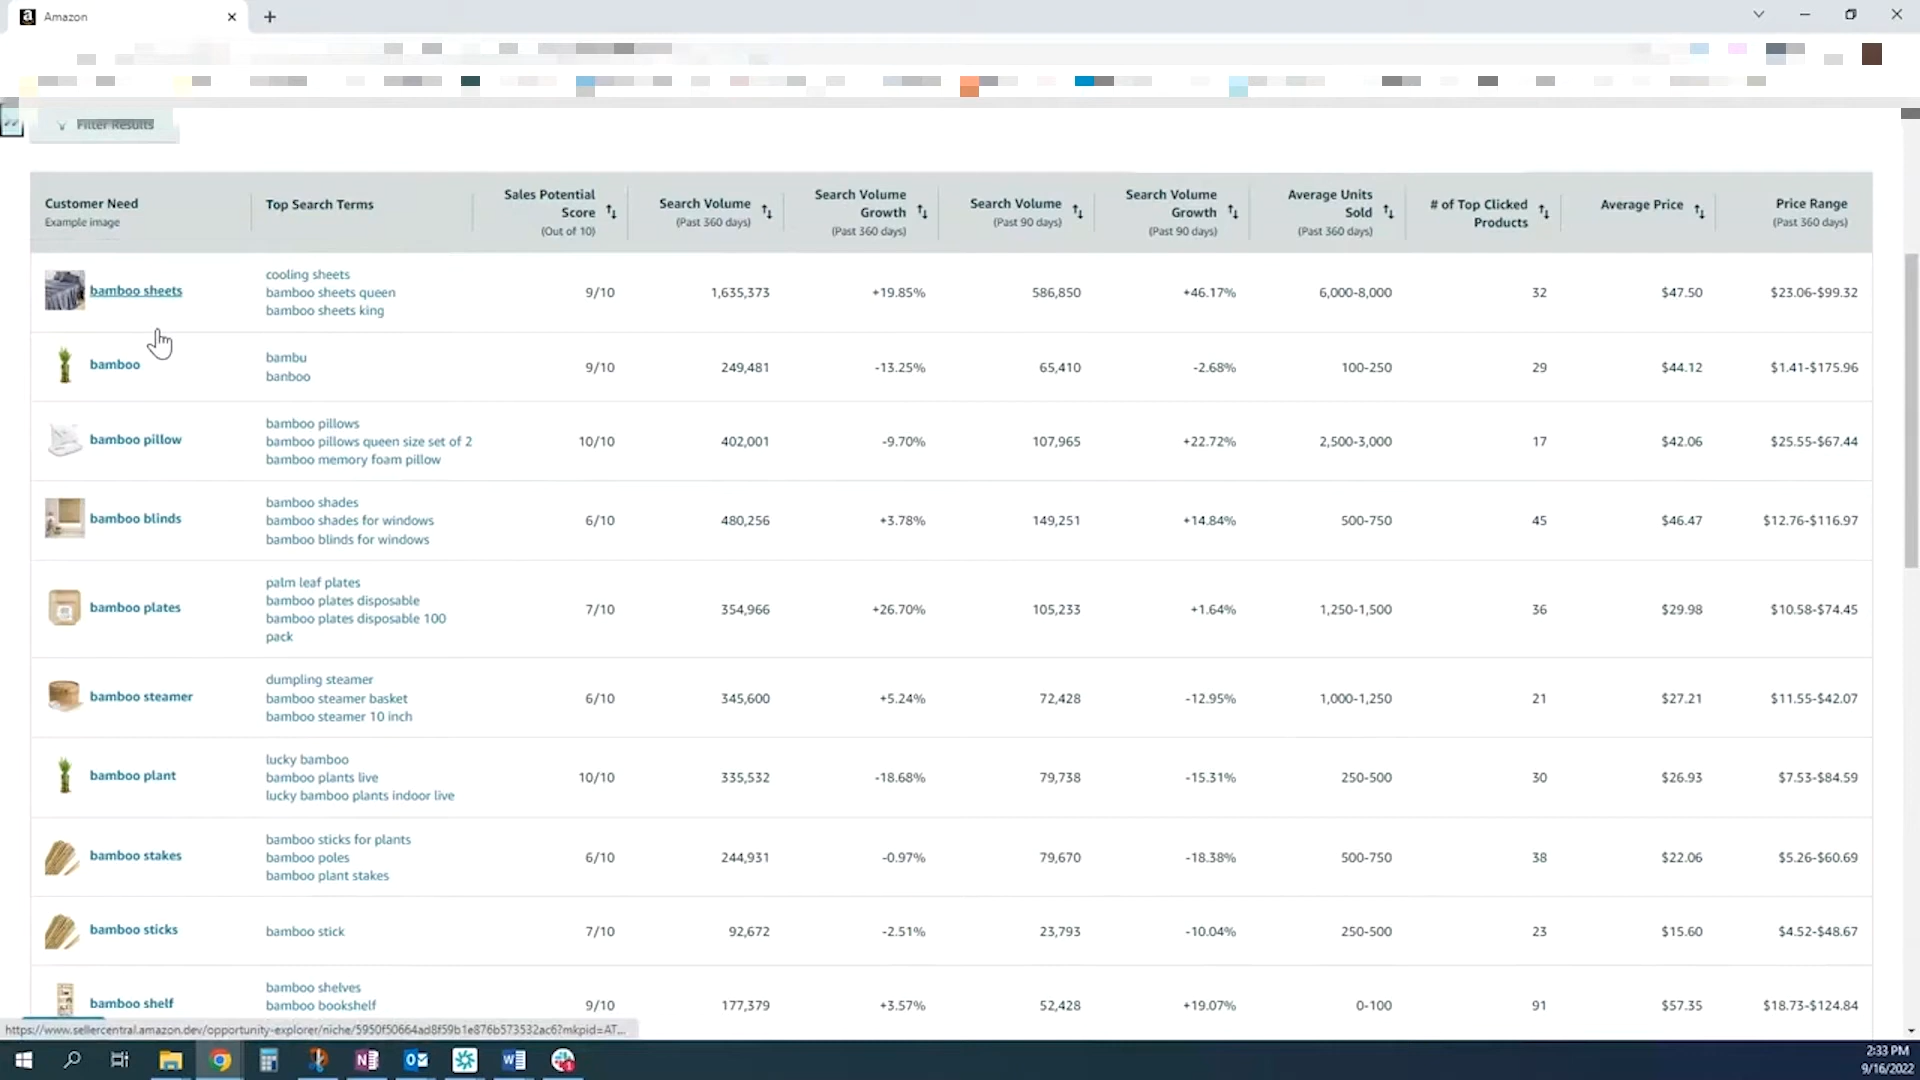 Amazon
Filter Results
Customer Need
Example image
Top Search Terms
Sales Potential
Score
(Out of 10)
Search Volume
(Past 360 days)
Search Volume
Growth
(Past 360 days)
Search Volume
(Past 90 days)
Search Volume
Growth
(Past 90 days)
Average Units
Sold
(Past 360 days)
# of Top Clicked
Products
Average Price
Price Range
(Past 360 days)
bamboo sheets
cooling sheets
bamboo sheets queen
bamboo sheets king
9/10 1,635,373 +19.85% 586,850 +46.17% 6,000-8,000 32 $47.50 $23.06-$99.32
bamboo
bambu
banboo
9/10 249,481 -13.25% 65,410 -2.68% 100-250 29 $44.12 $1.41-$175.96
bamboo pillow
bamboo pillows
bamboo pillows queen size set of 2
bamboo memory foam pillow
10/10 402,001 -9.70% 107,965 +22.72% 2,500-3,000 17 $42.06 $25.55-$67.44
bamboo blinds
bamboo shades
bamboo shades for windows
bamboo blinds for windows
6/10 480,256 +3.78% 149,251 +14.84% 500-750 45 $46.47 $12.76-$116.97
bamboo plates
palm leaf plates
bamboo plates disposable
bamboo plates disposable 100
pack
7/10 354,966 +26.70% 105,233 +1.64% 1,250-1,500 36 $29.98 $10.58-$74.45
bamboo steamer
dumpling steamer
bamboo steamer basket
bamboo steamer 10 inch
6/10 345,600 +5.24% 72,428 -12.95% 1,000-1,250 21 $27.21 $11.55-$42.07
bamboo plant
lucky bamboo
bamboo plants live
lucky bamboo plants indoor live
10/10 335,532 -18.68% 79,738 -15.31% 250-500 30 $26.93 $7.53-$84.59
bamboo stakes
bamboo sticks for plants
bamboo poles
bamboo plant stakes
6/10 244,931 -0.97% 79,670 -18.38% 500-750 38 $22.06 $5.26-$60.69
bamboo sticks
bamboo stick
7/10 92,672 -2.51% 23,793 -10.04% 250-500 23 $15.60 $4.52-$48.67
bamboo shelf
bamboo shelves
bamboo bookshelf
9/10 177,379 +3.57% 52,428 +19.07% 0-100 91 $57.35 $18.73-$124.84
https://www.sellercentral.amazon.dev/opportunity-explorer/niche/5950f50664ad8f59b1e876b573532ac6?mkpid=AT...
2:33 PM
9/16/2022